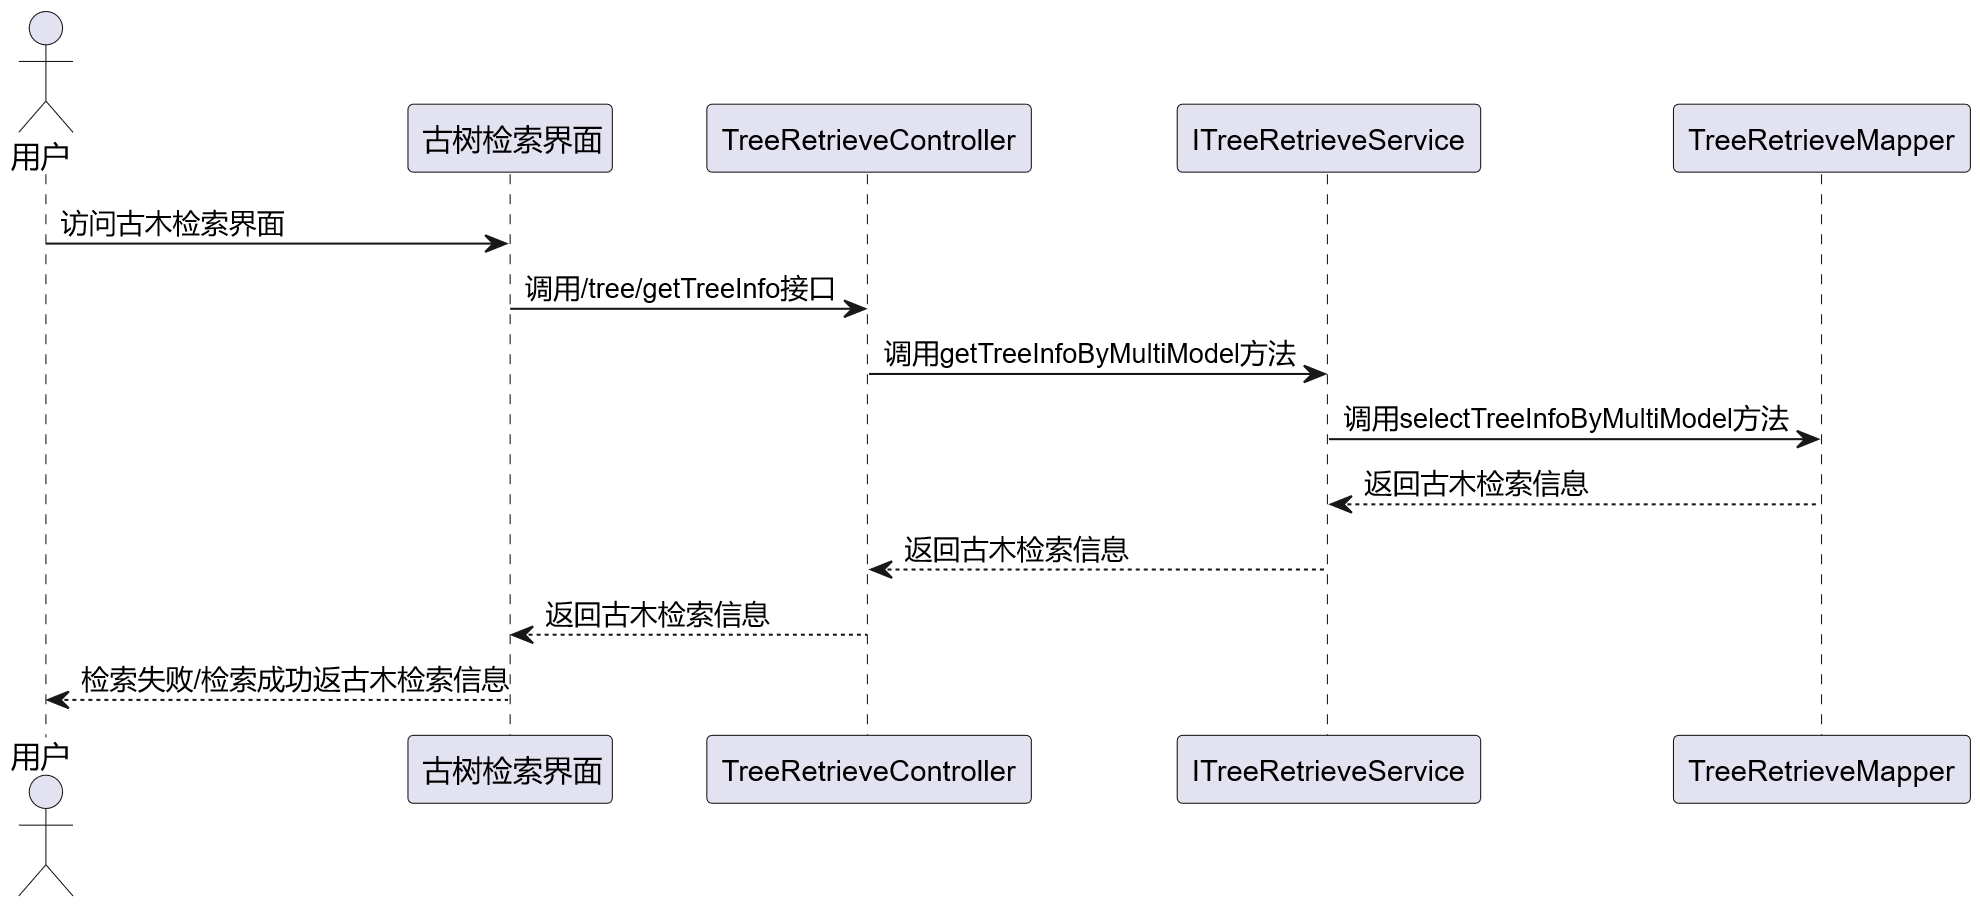 用户
古树检索界面
TreeRetrieveController
ITreeRetrieveService
TreeRetrieveMapper
访问古木检索界面
调用/tree/getTreeInfo接口
调用getTreeInfoByMultiModel方法
调用selectTreeInfoByMultiModel方法
返回古木检索信息
返回古木检索信息
返回古木检索信息
检索失败/检索成功返古木检索信息
用户
古树检索界面
TreeRetrieveController
ITreeRetrieveService
TreeRetrieveMapper